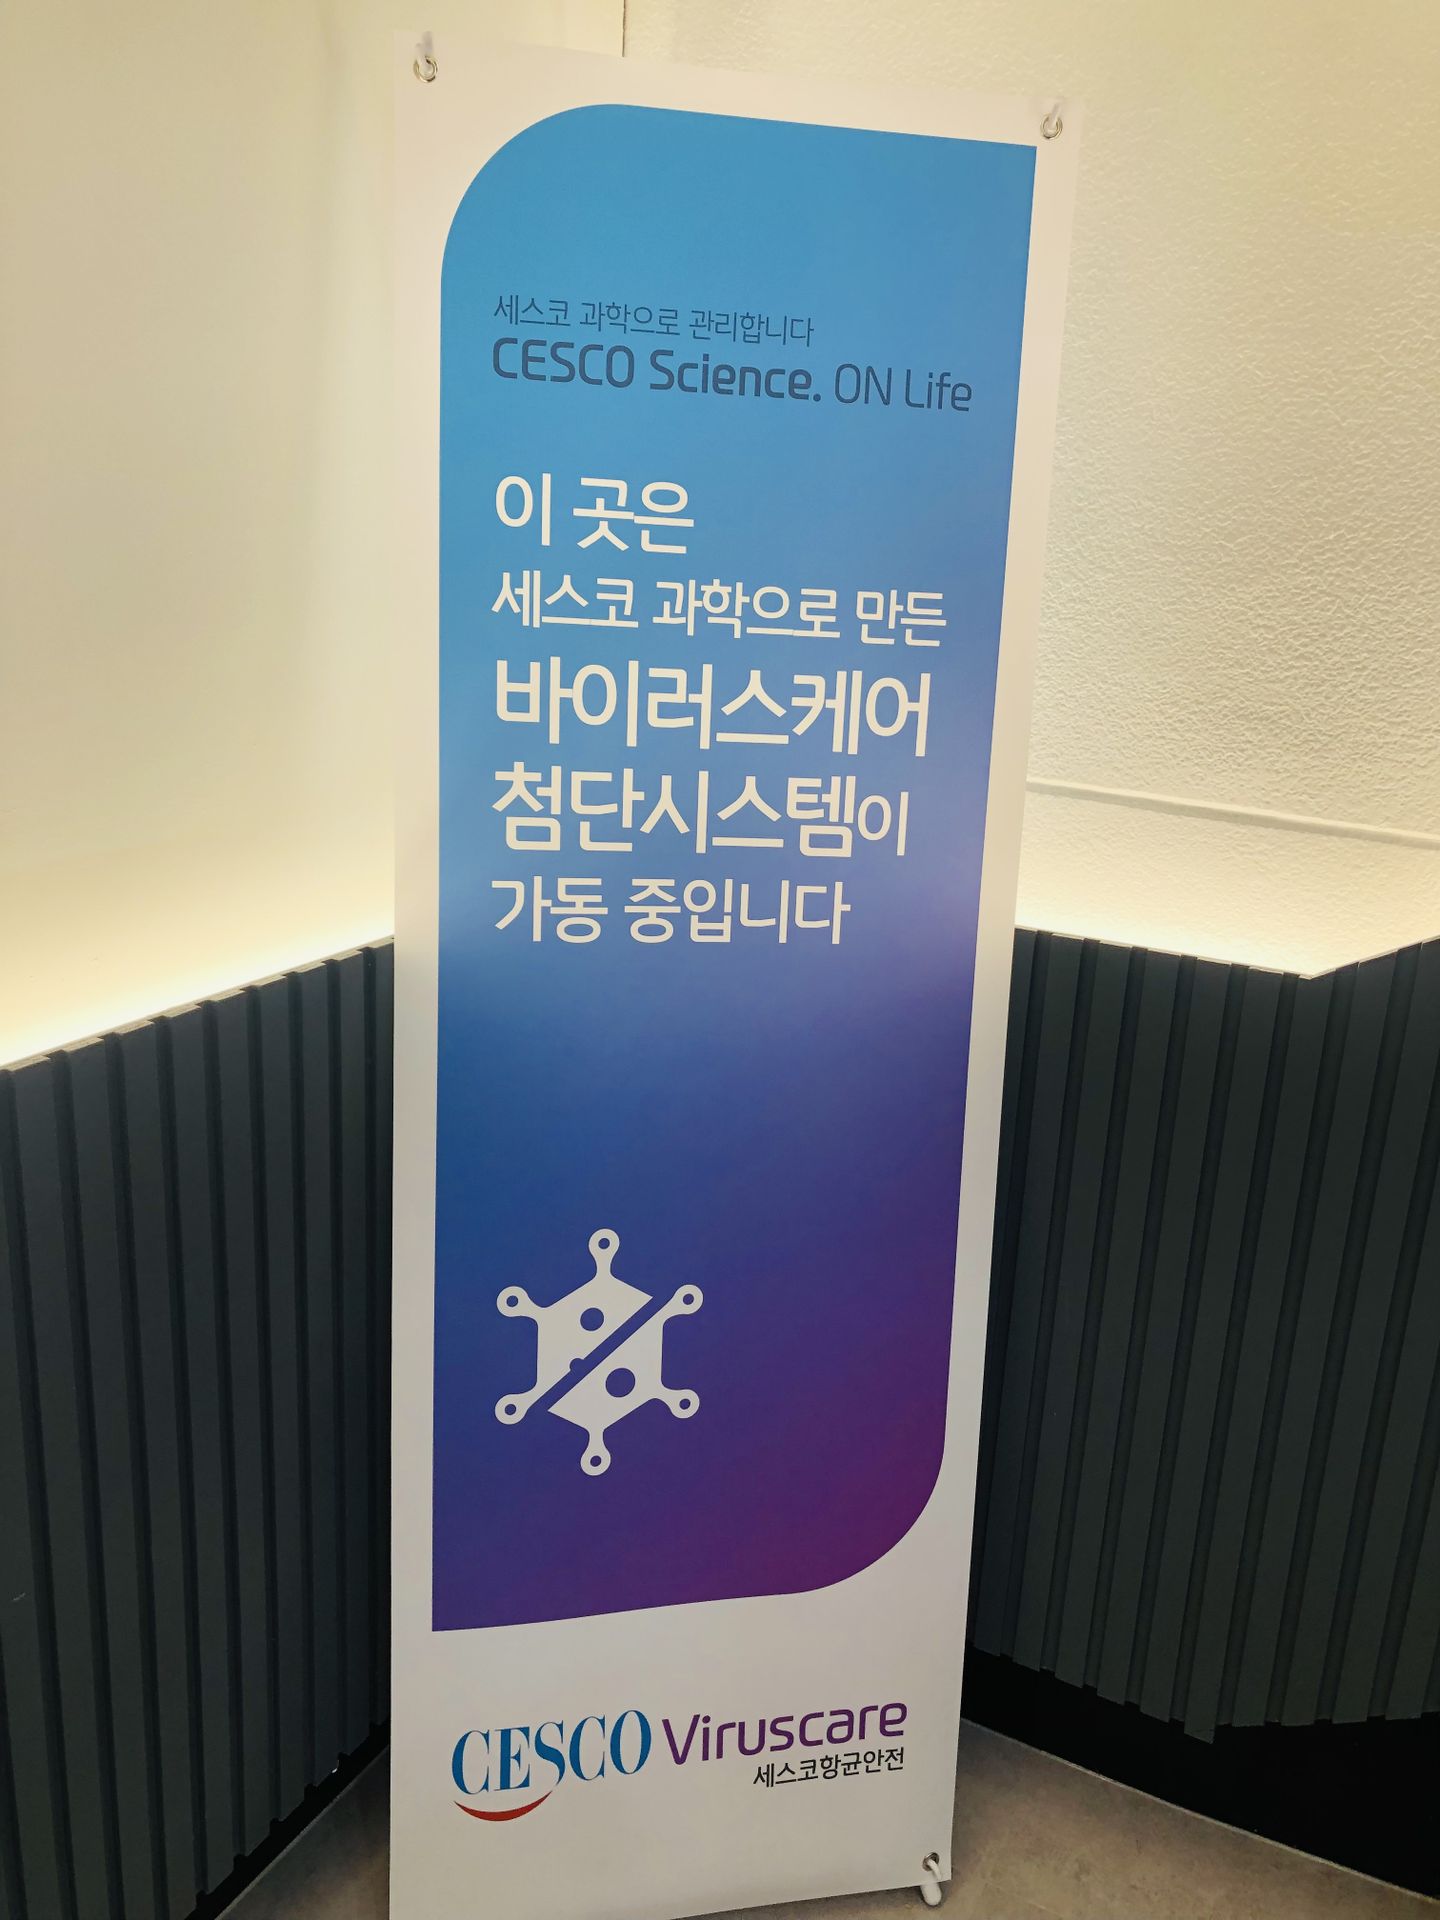 세스코 과학으로 관리합니다
CESCO Science. ON Life
이 곳은
세스코 과학으로 만든
바이러스케어
첨단시스템이
가동 중입니다
CESCO Viruscare
세스코항균안전